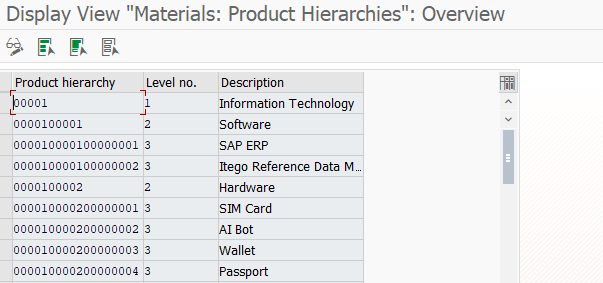 Display View "Materials: Product Hierarchies": Overview
Product hierarchy Level no. Description
00001 1 Information Technology
0000100001 2 Software
000010000100000001 3 SAP ERP
000010000100000002 3 Itego Reference Data M...
0000100002 2 Hardware
000010000200000001 3 SIM Card
000010000200000002 3 AI Bot
000010000200000003 3 Wallet
000010000200000004 3 Passport